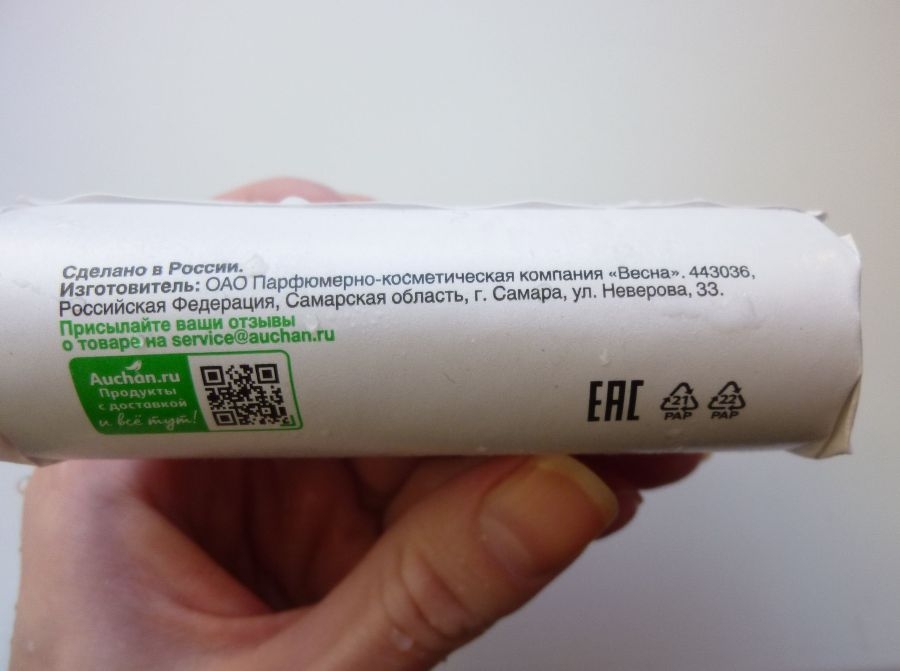 Сделано в России.
Изготовитель: ОАО Парфюмерно-косметическая компания «Весна». 443036,
Российская Федерация, Самарская область, г. Самара, ул. Неверова, 33.
Присылайте ваши отзывы
о товаре на service@auchan.ru
Auchan.ru
Продукты
с доставкой
и всё тут!
EAC
21
PAP
22
PAP